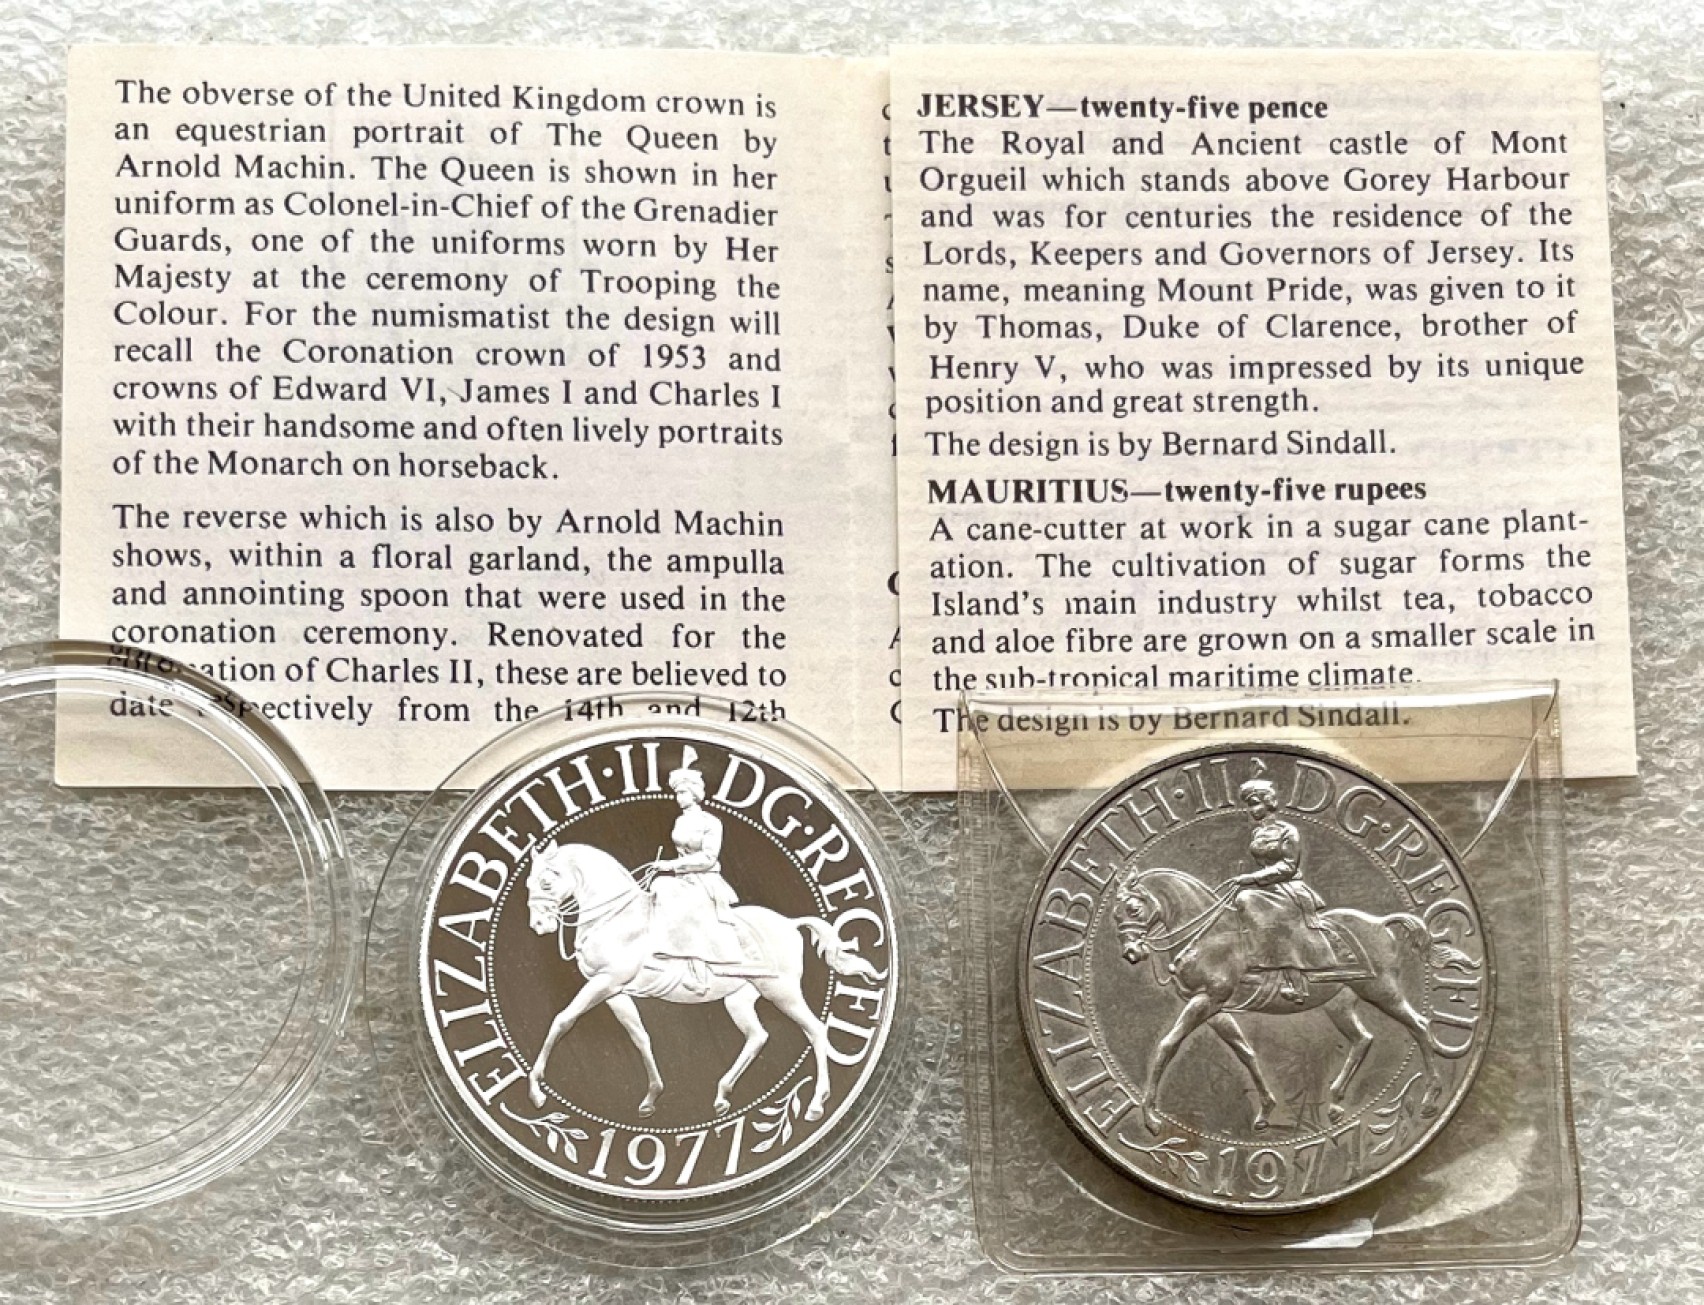 The obverse of the United Kingdom crown is
an equestrian portrait of The Queen by
Arnold Machin. The Queen is shown in her
uniform as Colonel-in-Chief of the Grenadier
Guards, one of the uniforms worn by Her
Majesty at the ceremony of Trooping the
Colour. For the numismatist the design will
recall the Coronation crown of 1953 and
crowns of Edward VI, James I and Charles I
with their handsome and often lively portraits
of the Monarch on horseback.
The reverse which is also by Arnold Machin
shows, within a floral garland, the ampulla
and annointing spoon that were used in the
coronation ceremony. Renovated for the
of Charles II, these are believed to
date respectively from the 14th and 12th
JERSEY—twenty-five pence
The Royal and Ancient castle of Mont
Orgueil which stands above Gorey Harbour
and was for centuries the residence of the
Lords, Keepers and Governors of Jersey. Its
name, meaning Mount Pride, was given to it
by Thomas, Duke of Clarence, brother of
Henry V, who was impressed by its unique
position and great strength.
The design is by Bernard Sindall.
MAURITIUS—twenty-five rupees
A cane-cutter at work in a sugar cane plant-
ation. The cultivation of sugar forms the
Island's main industry whilst tea, tobacco
and aloe fibre are grown on a smaller scale in
the sub-tropical maritime climate.
The design is by Bernard Sindall.
ELIZABETH·II DG·REG FD
1977
ELIZABETH·II DG·REG FD
1977